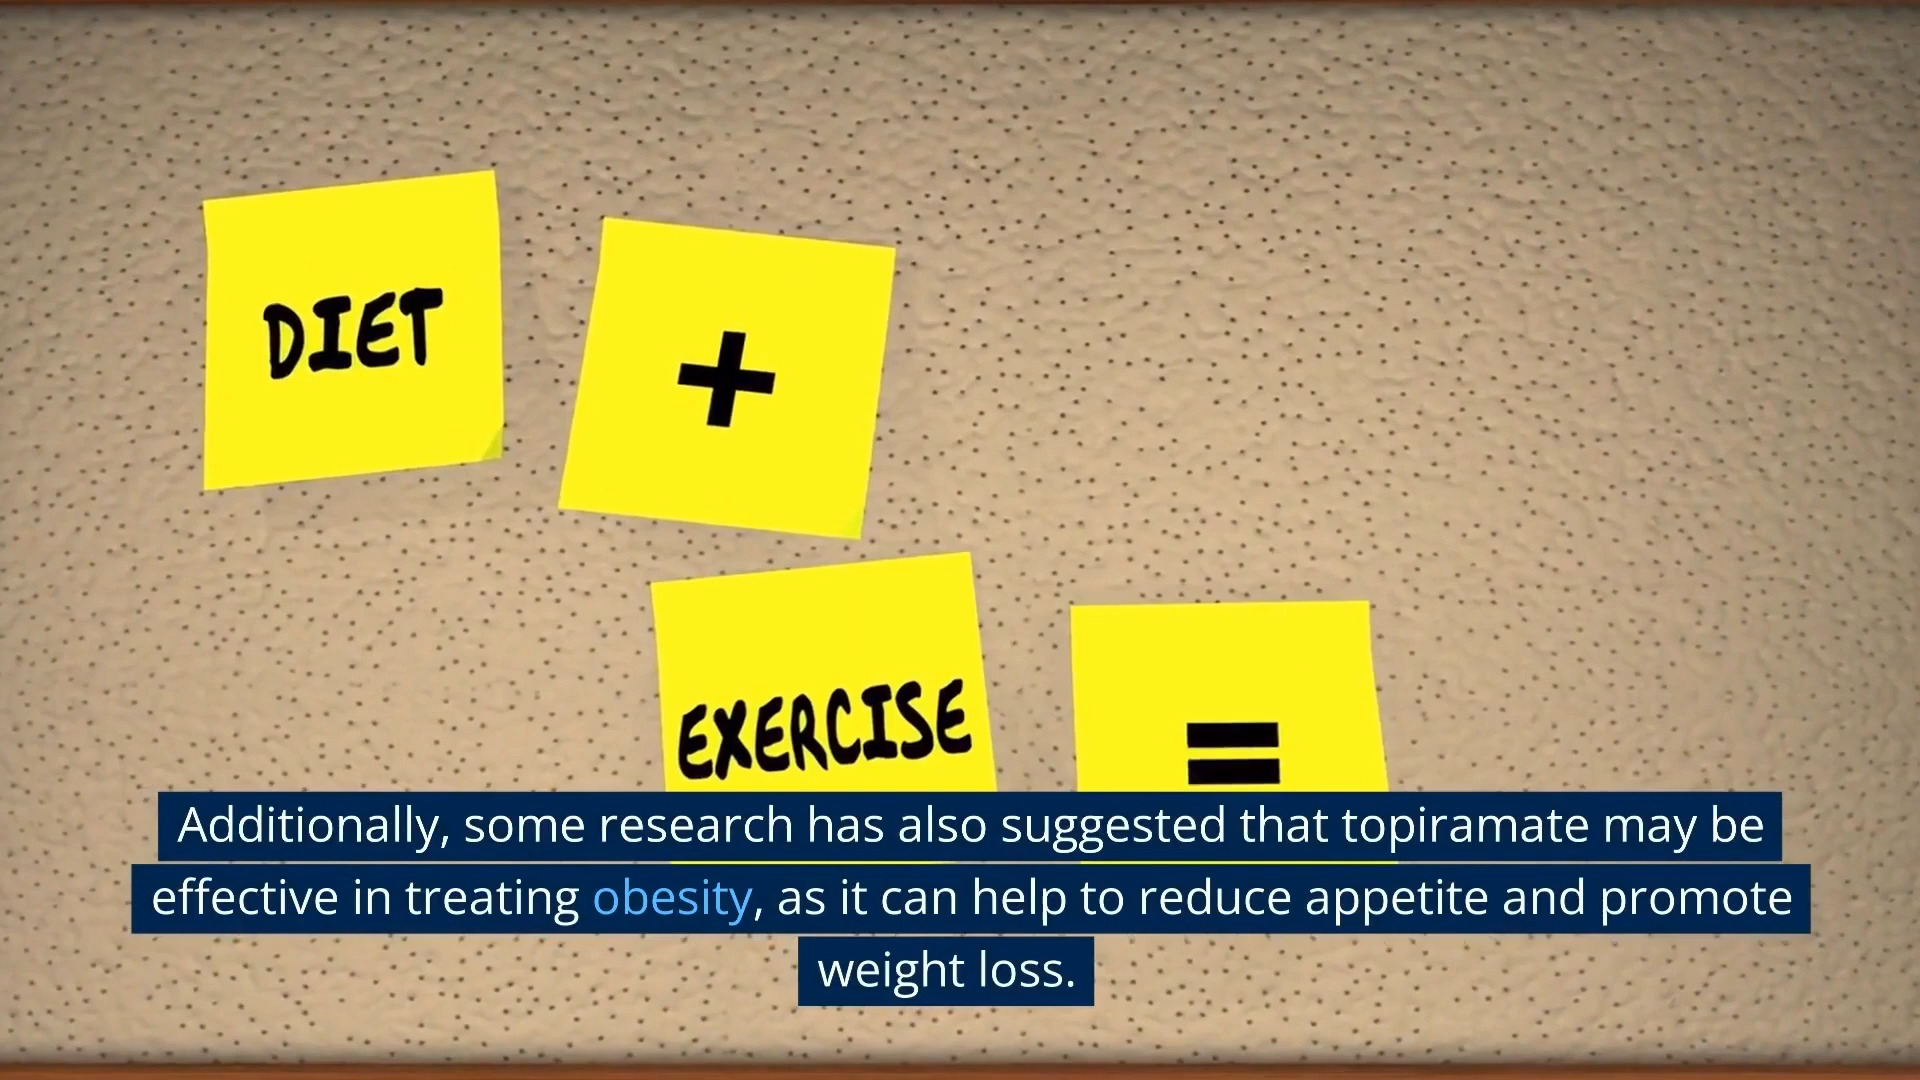 DIET
+
EXERCISE
=
Additionally, some research has also suggested that topiramate may be
effective in treating obesity, as it can help to reduce appetite and promote
weight loss.